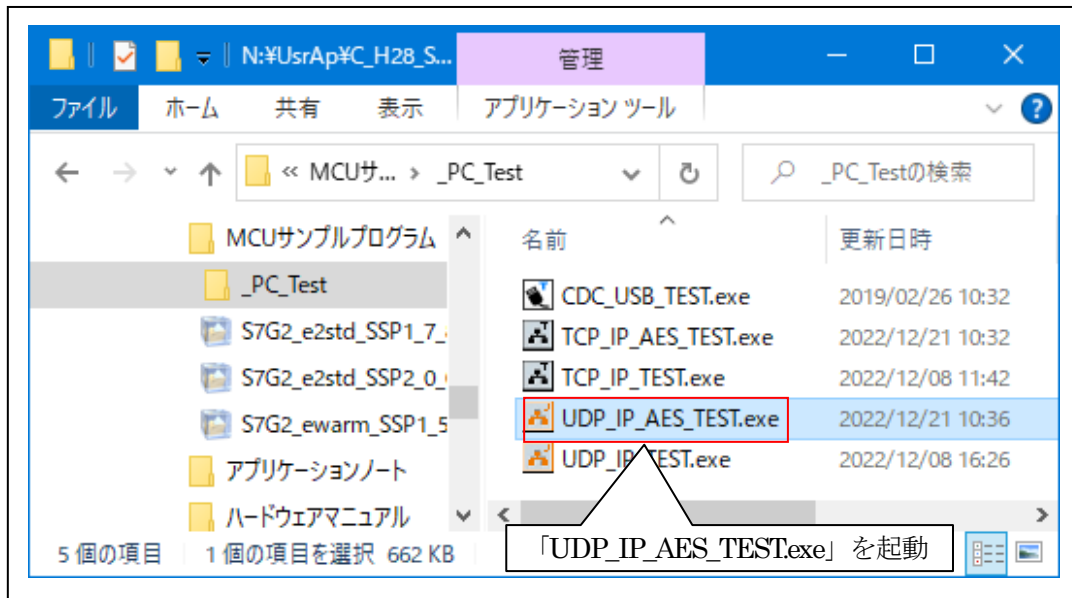 N:¥UsrAp¥C_H28_S...
管理
ファイル ホーム 共有 表示 アプリケーション ツール
« MCUサ... › _PC_Test
_PC_Testの検索
MCUサンプルプログラム
_PC_Test
S7G2_e2std_SSP1_7_
S7G2_e2std_SSP2_0_
S7G2_ewarm_SSP1_5
アプリケーションノート
ハードウェアマニュアル
名前 更新日時
CDC_USB_TEST.exe 2019/02/26 10:32
TCP_IP_AES_TEST.exe 2022/12/21 10:32
TCP_IP_TEST.exe 2022/12/08 11:42
UDP_IP_AES_TEST.exe 2022/12/21 10:36
UDP_IP_TEST.exe 2022/12/08 16:26
「UDP_IP_AES_TEST.exe」を起動
5 個の項目 1 個の項目を選択 662 KB